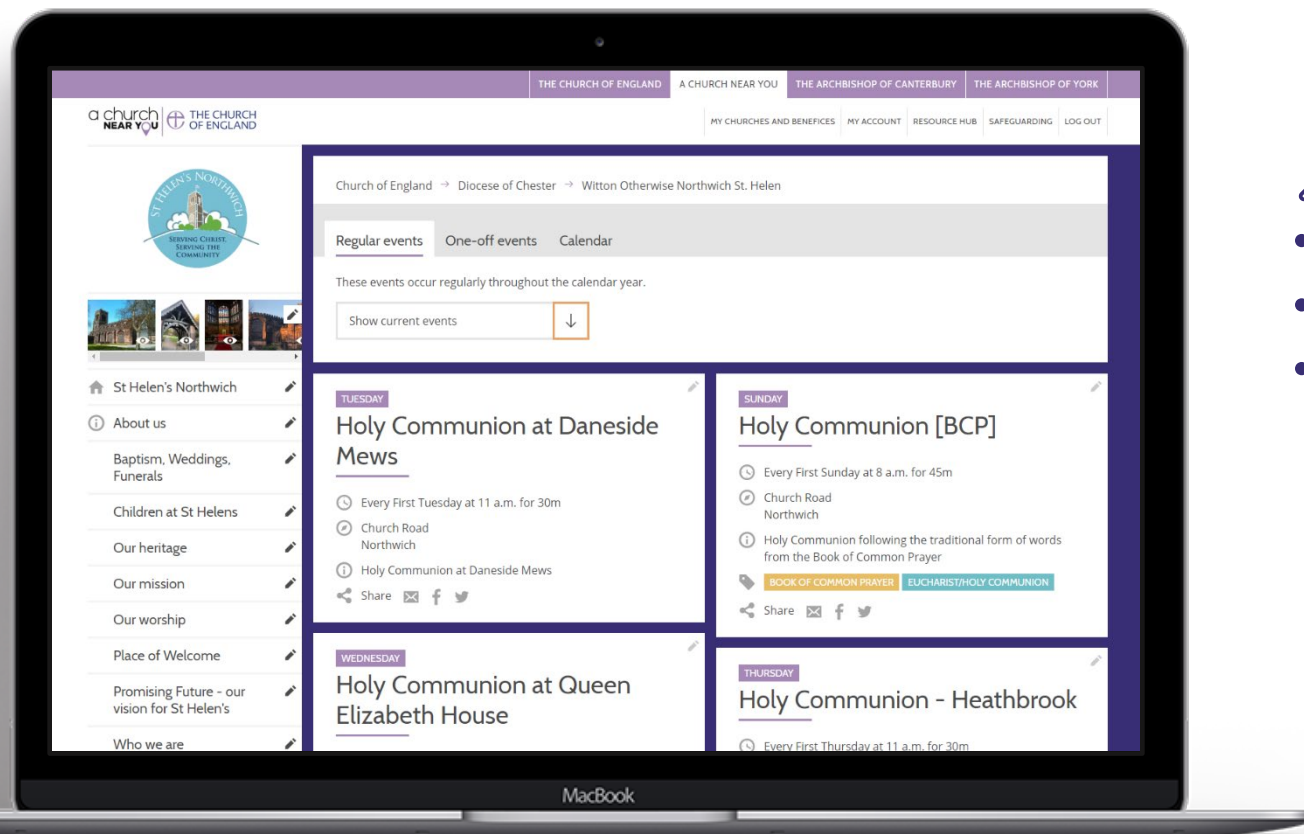 THE CHURCH OF ENGLAND A CHURCH NEAR YOU THE ARCHBISHOP OF CANTERBURY THE ARCHBISHOP OF YORK
a church
NEAR YOU
THE CHURCH
OF ENGLAND
MY CHURCHES AND BENEFICES MY ACCOUNT RESOURCE HUB SAFEGUARDING LOG OUT
ST HELEN'S NORTHWICH
SERVING CHRIST,
SERVING THE
COMMUNITY
St Helen's Northwich
About us
Baptism, Weddings,
Funerals
Children at St Helens
Our heritage
Our mission
Our worship
Place of Welcome
Promising Future - our
vision for St Helen's
Who we are
Church of England → Diocese of Chester → Witton Otherwise Northwich St. Helen
Regular events One-off events Calendar
These events occur regularly throughout the calendar year.
Show current events
TUESDAY
Holy Communion at Daneside
Mews
Every First Tuesday at 11 a.m. for 30m
Church Road
Northwich
Holy Communion at Daneside Mews
Share
SUNDAY
Holy Communion [BCP]
Every First Sunday at 8 a.m. for 45m
Church Road
Northwich
Holy Communion following the traditional form of words
from the Book of Common Prayer
BOOK OF COMMON PRAYER EUCHARIST/HOLY COMMUNION
Share
WEDNESDAY
Holy Communion at Queen
Elizabeth House
THURSDAY
Holy Communion - Heathbrook
Every First Thursday at 11 a.m. for 30m
MacBook